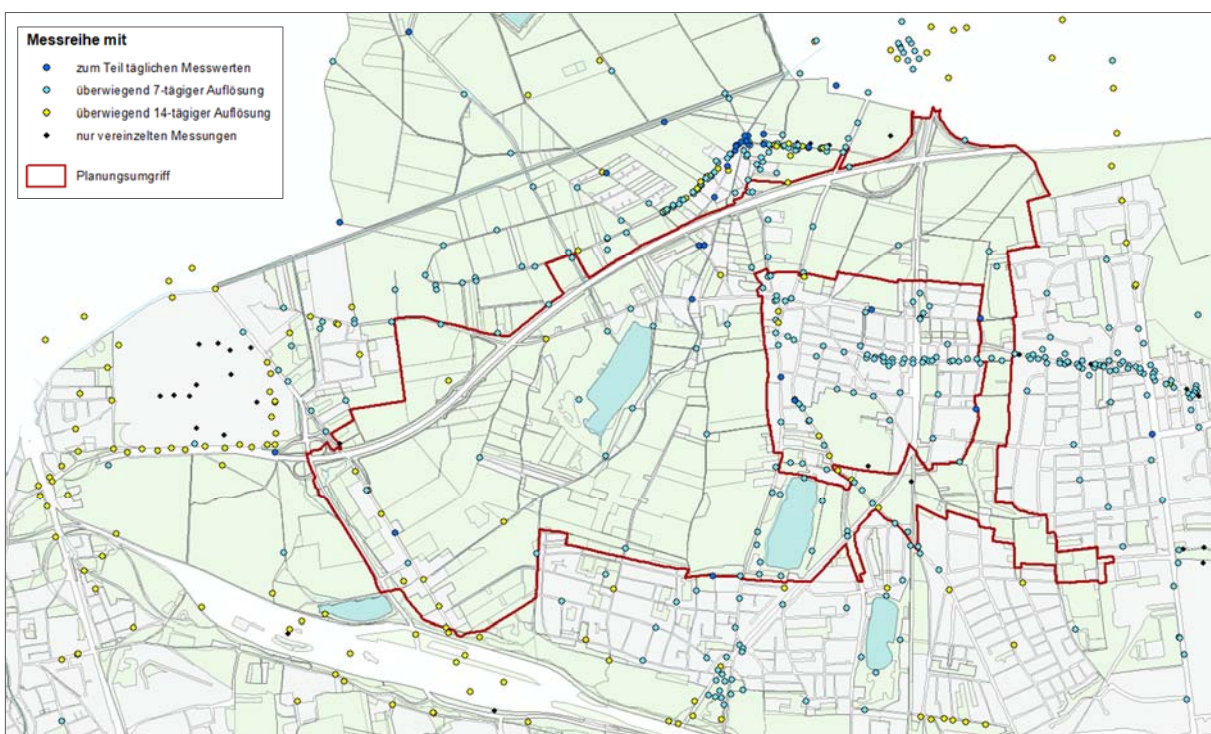 Messreihe mit
zum Teil täglichen Messwerten
überwiegend 7-tägiger Auflösung
überwiegend 14-tägiger Auflösung
nur vereinzelten Messungen
Planungsumgriff